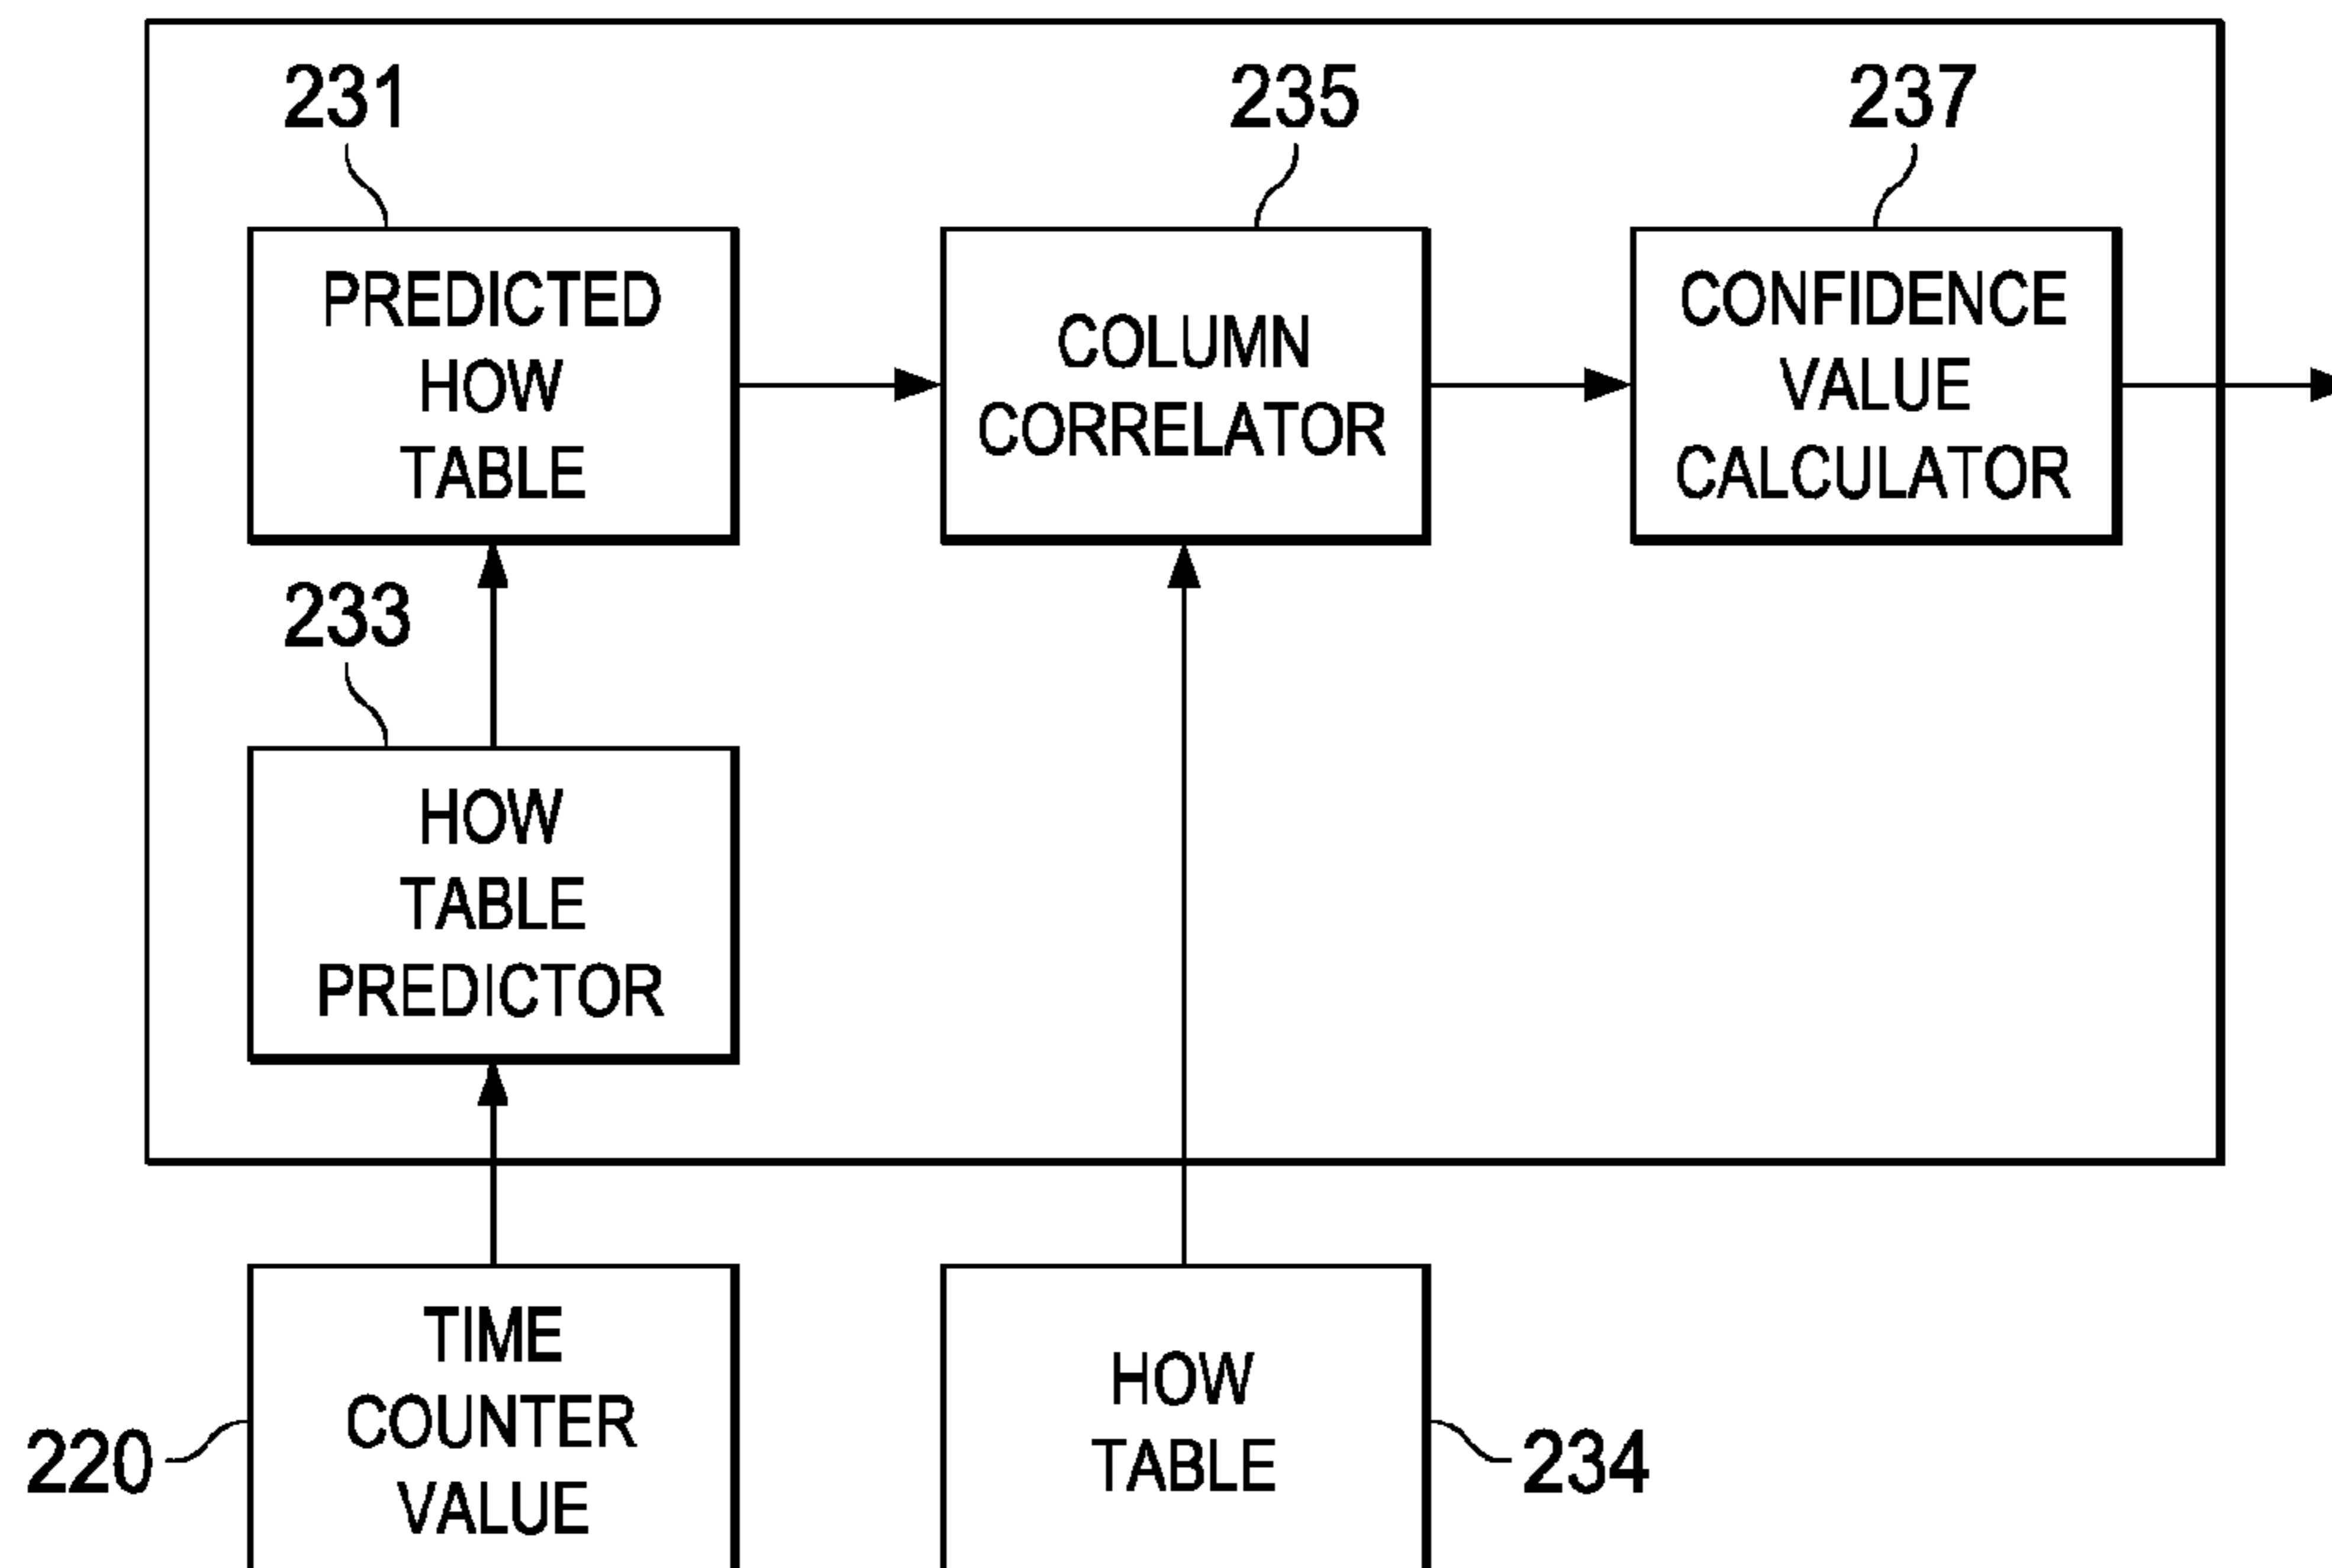 231
235
237
PREDICTED
HOW
TABLE
COLUMN
CORRELATOR
CONFIDENCE
VALUE
CALCULATOR
233
HOW
TABLE
PREDICTOR
TIME
COUNTER
VALUE
220
HOW
TABLE
234